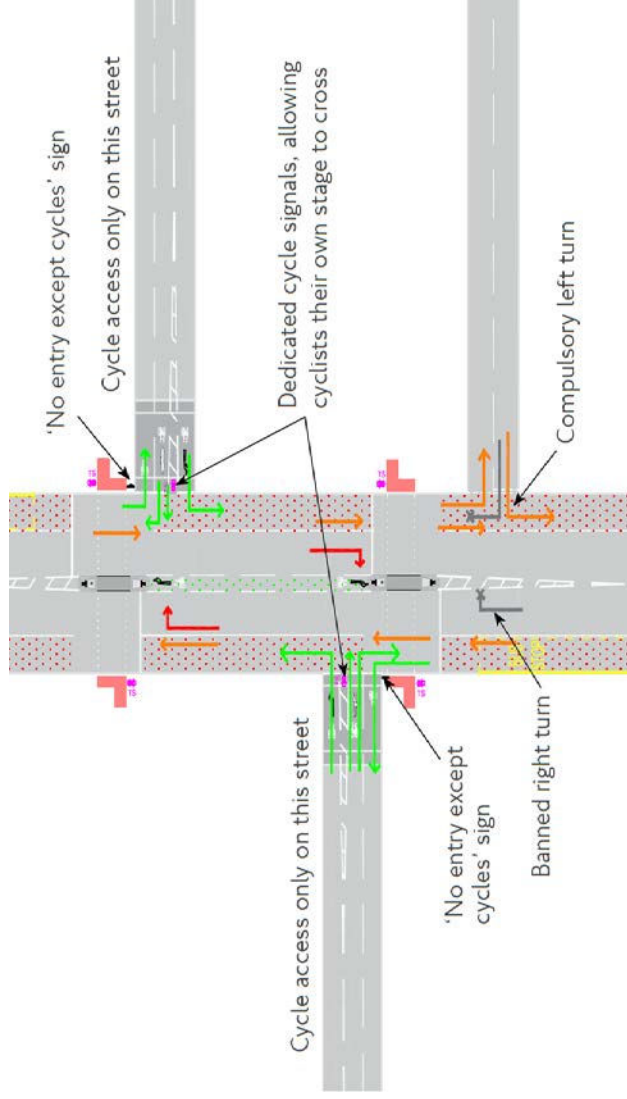 'No entry except cycles' sign
Cycle access only on this street
Cycle access only on this street
Dedicated cycle signals, allowing
cyclists their own stage to cross
'No entry except
cycles' sign
Banned right turn
Compulsory left turn